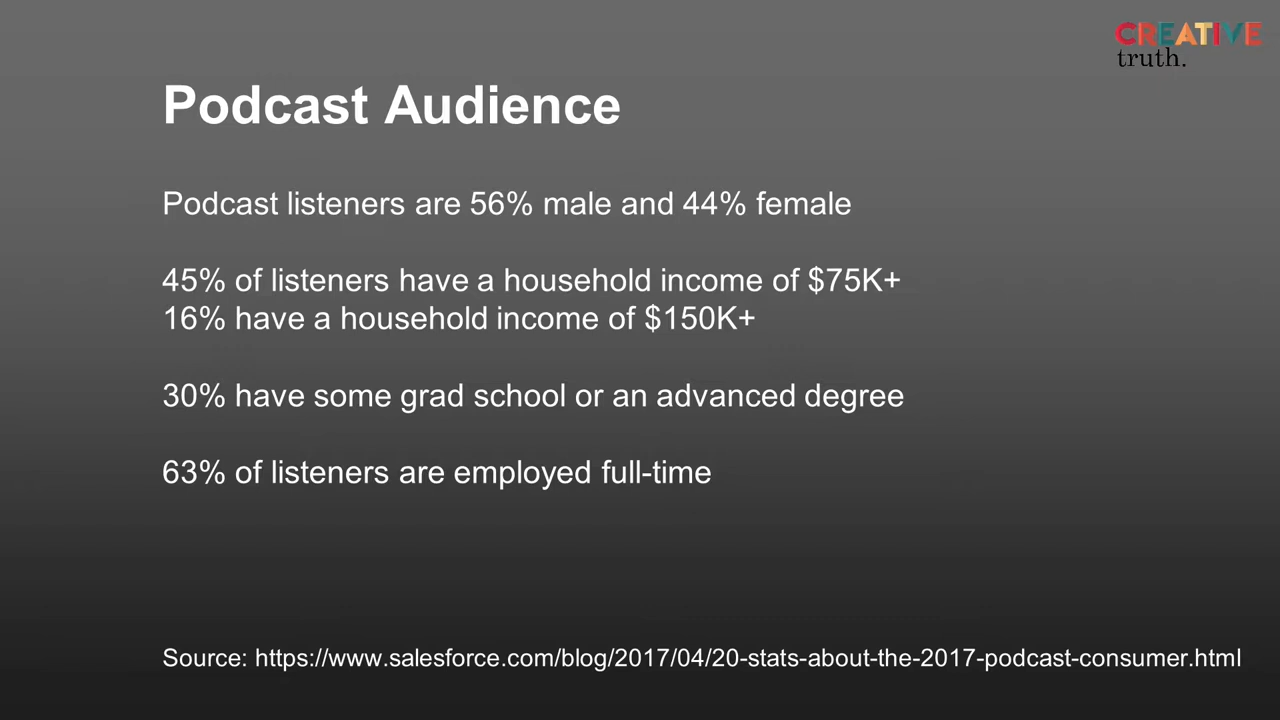 CREATIVE
truth.
Podcast Audience
Podcast listeners are 56% male and 44% female
45% of listeners have a household income of $75K+
16% have a household income of $150K+
30% have some grad school or an advanced degree
63% of listeners are employed full-time
Source: https://www.salesforce.com/blog/2017/04/20-stats-about-the-2017-podcast-consumer.html